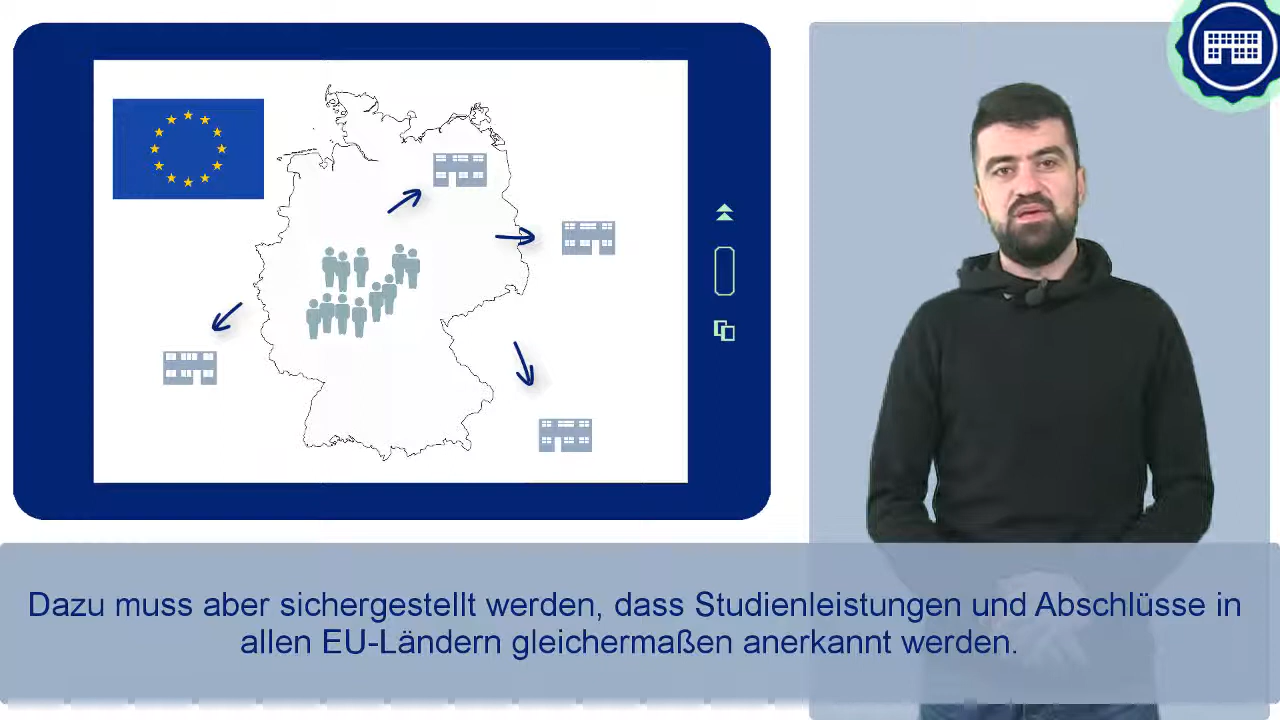 Dazu muss aber sichergestellt werden, dass Studienleistungen und Abschlüsse in
allen EU-Ländern gleichermaßen anerkannt werden.